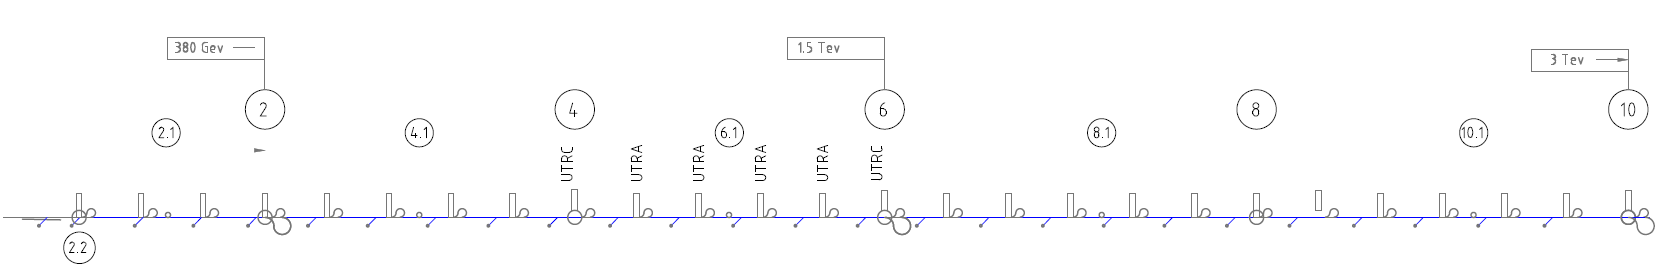 380 Gev
1.5 Tev
3 Tev
2
4
6
8
10
2.1
4.1
6.1
8.1
10.1
UTRC
UTRA
UTRA
UTRA
UTRA
UTRC
2.2